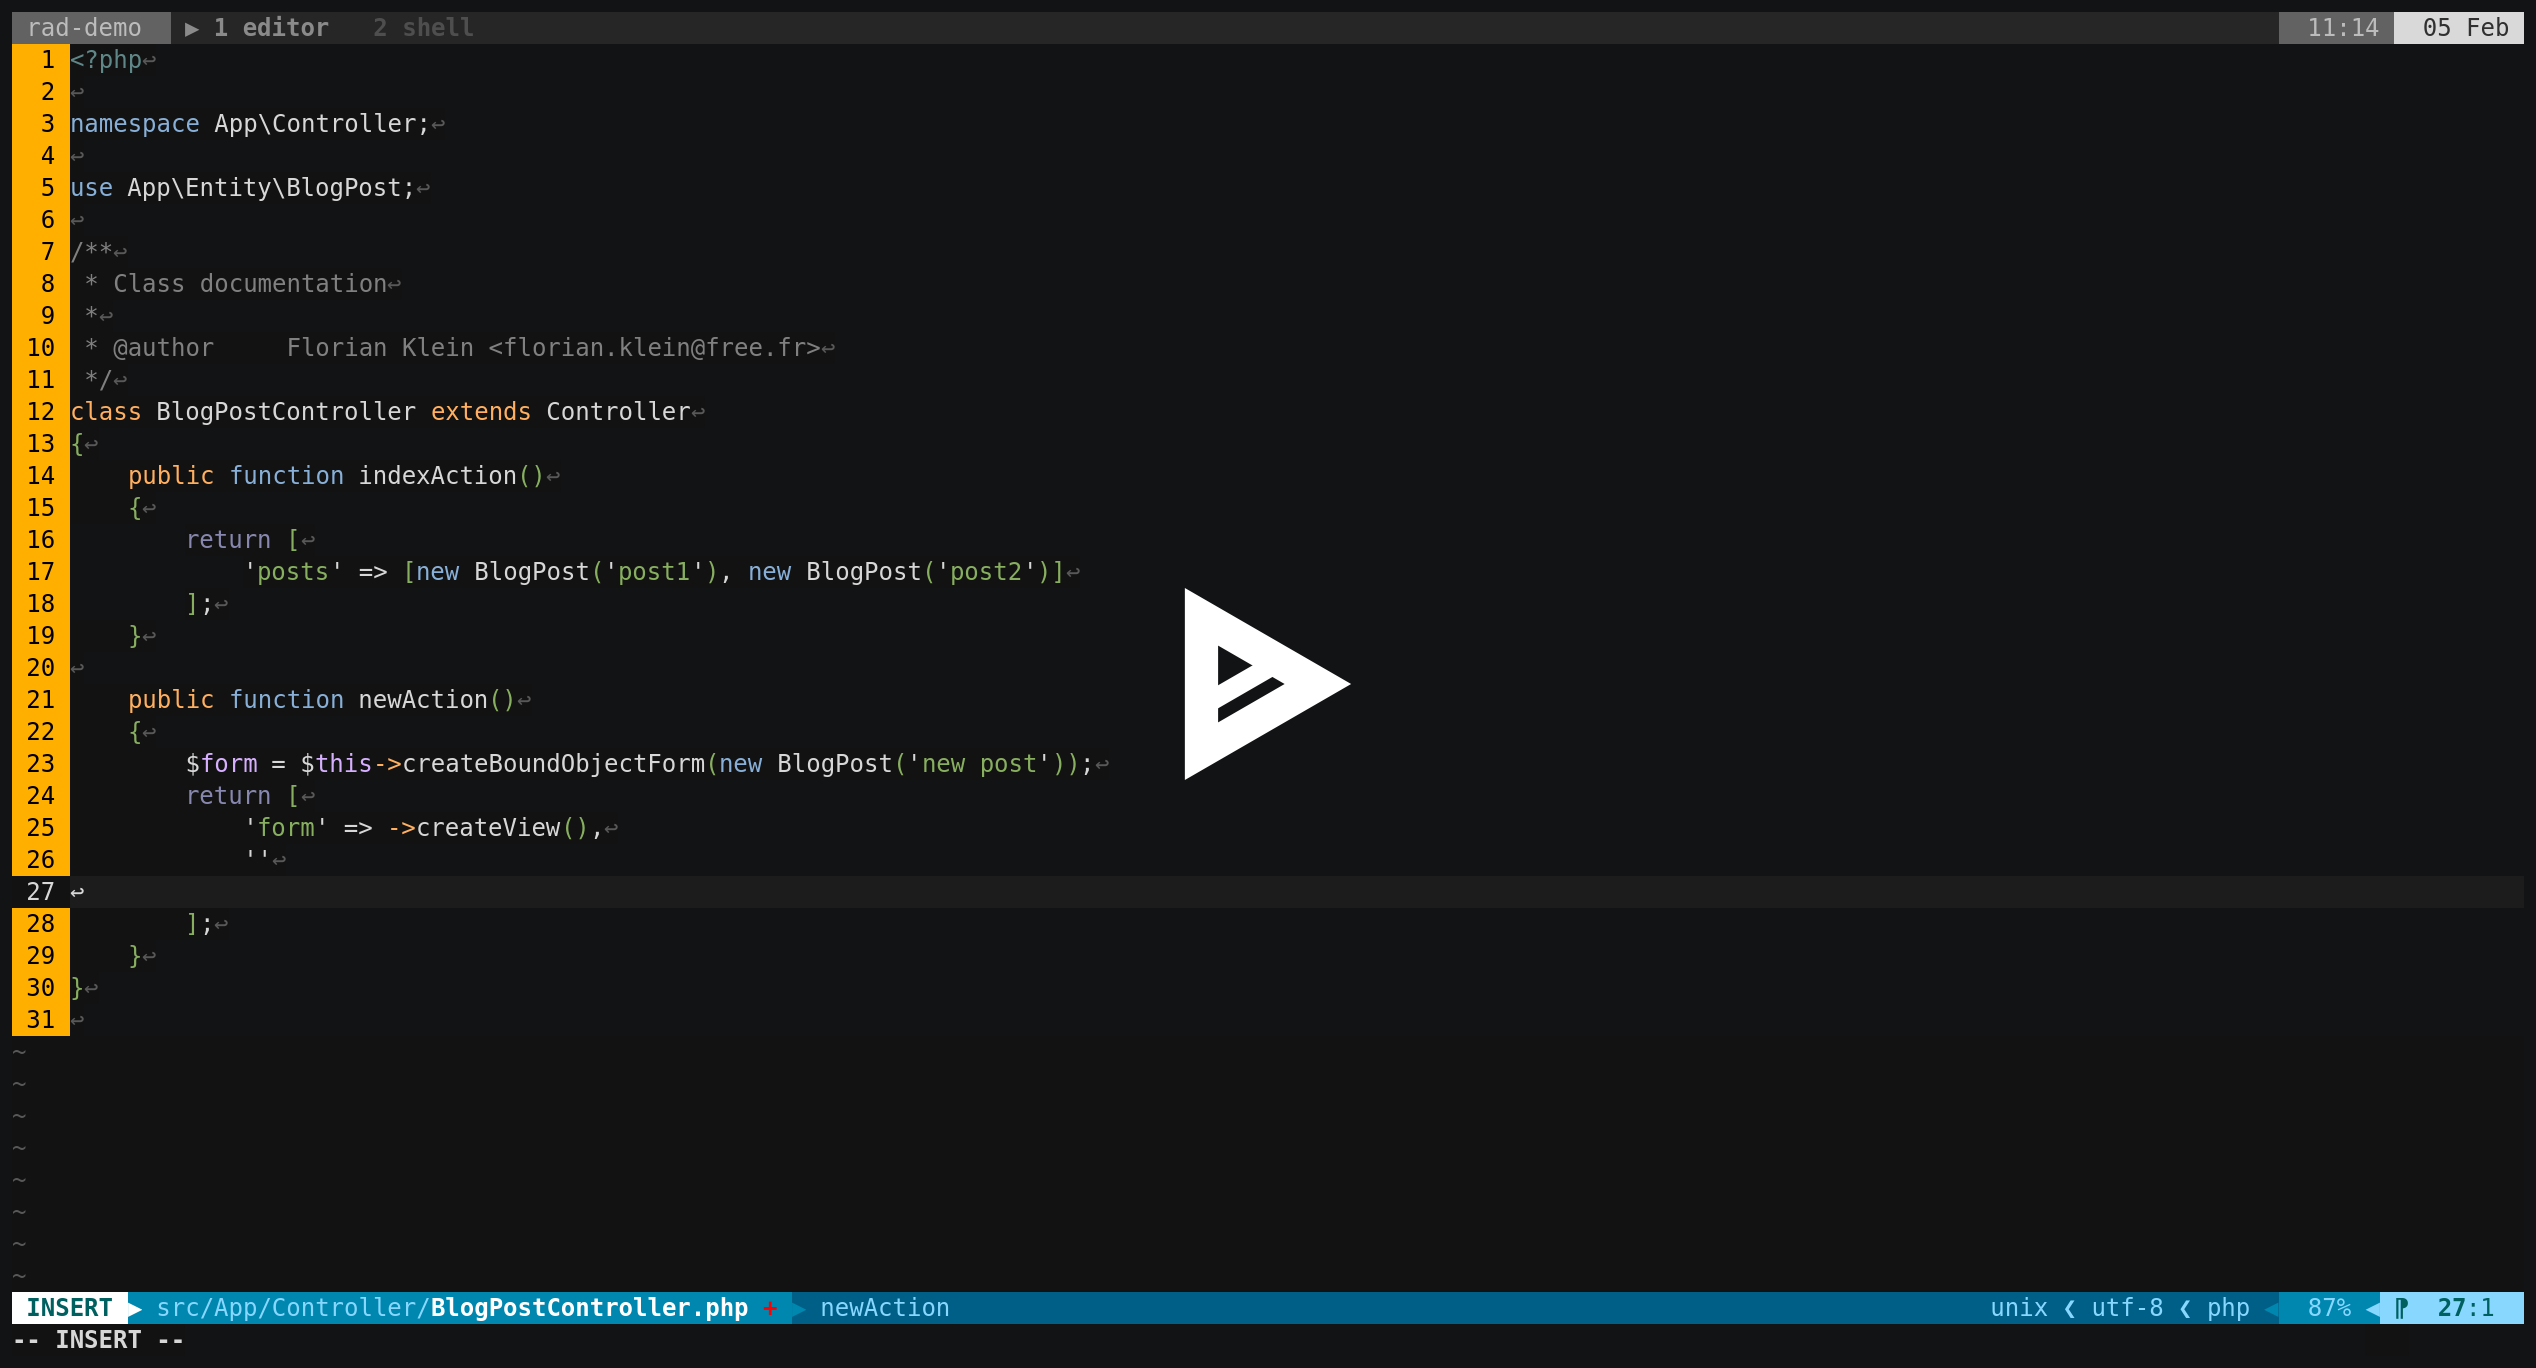 rad-demo ▶ 1 editor 2 shell 11:14 05 Feb
1 <?php↩
2 ↩
3 namespace App\Controller;↩
4 ↩
5 use App\Entity\BlogPost;↩
6 ↩
7 /**↩
8  * Class documentation↩
9  *↩
10  * @author     Florian Klein <florian.klein@free.fr>↩
11  */↩
12 class BlogPostController extends Controller↩
13 {↩
14     public function indexAction()↩
15     {↩
16         return [↩
17             'posts' => [new BlogPost('post1'), new BlogPost('post2')]↩
18         ];↩
19     }↩
20 ↩
21     public function newAction()↩
22     {↩
23         $form = $this->createBoundObjectForm(new BlogPost('new post'));↩
24         return [↩
25             'form' => ->createView(),↩
26             ''↩
27 ↩
28         ];↩
29     }↩
30 }↩
31 ↩
~
~
~
~
~
~
~
~
INSERT ▶ src/App/Controller/BlogPostController.php + ▶ newAction unix ❮ utf-8 ❮ php ◀ 87% ◀ ⁋ 27:1
-- INSERT --